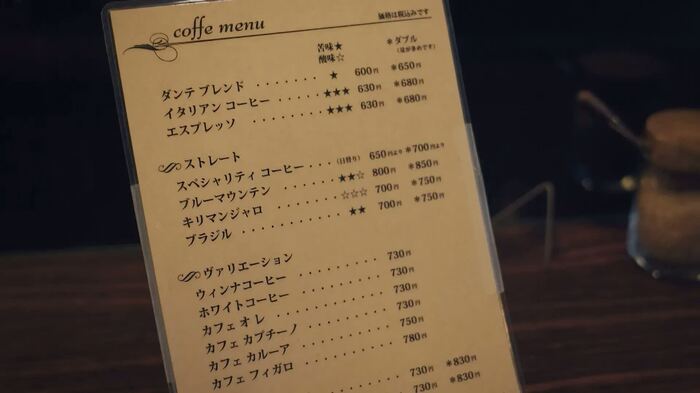 coffe menu
価格は税込みです
苦味★
酸味☆
＊ダブル
(豆が多めです)
ダンテ ブレンド ........ ★ 600円 ＊650円
イタリアン コーヒー .... ★★★ 630円 ＊680円
エスプレッソ ........ ★★★ 630円 ＊680円
ストレート
スペシャリティ コーヒー ... (日替り) 650円より ＊700円より
ブルーマウンテン ...... ★★☆ 800円 ＊850円
キリマンジャロ ........ ☆☆☆ 700円 ＊750円
ブラジル ............ ★★ 700円 ＊750円
ヴァリエーション
ウィンナコーヒー ......... 730円
ホワイトコーヒー ......... 730円
カフェ オ レ ............ 730円
カフェ カプチーノ ........ 730円
カフェ カルーア .......... 750円
カフェ フィガロ .......... 780円
730円 ＊830円
730円 ＊830円